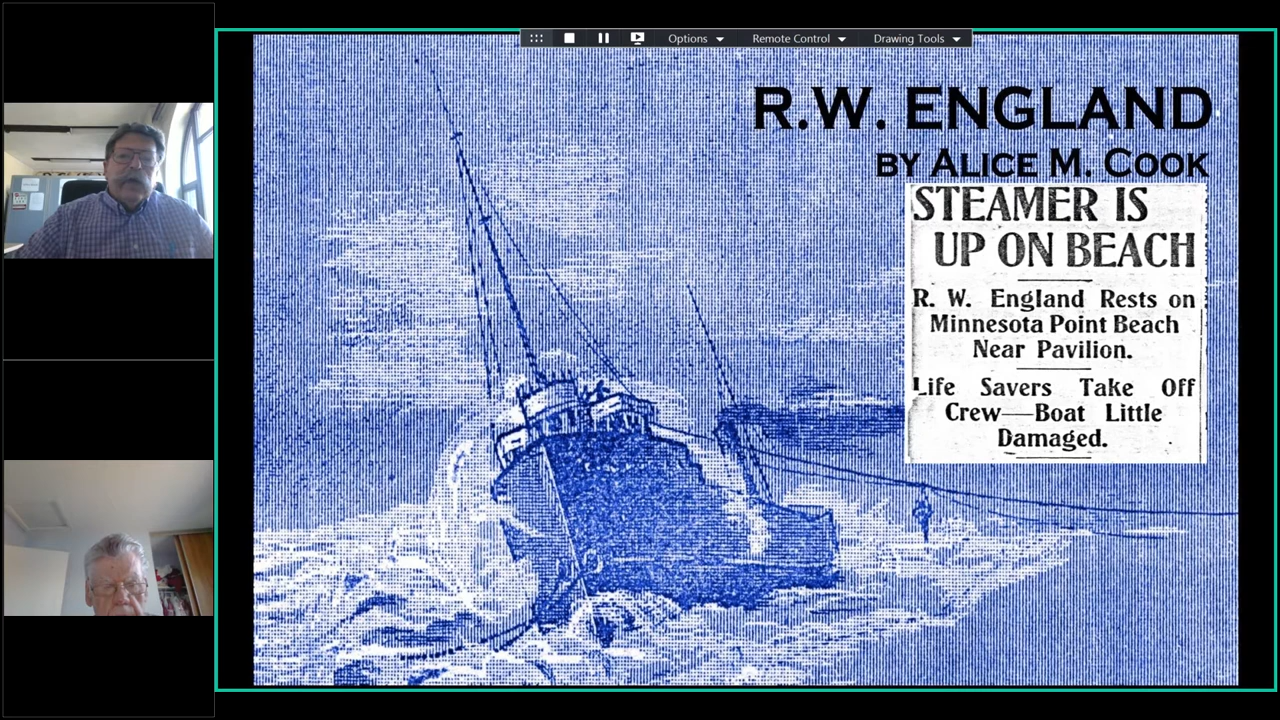 Options
Remote Control
Drawing Tools
R.W. ENGLAND
BY ALICE M. COOK
STEAMER IS
UP ON BEACH
R. W. England Rests on
Minnesota Point Beach
Near Pavilion.
Life Savers Take Off
Crew—Boat Little
Damaged.